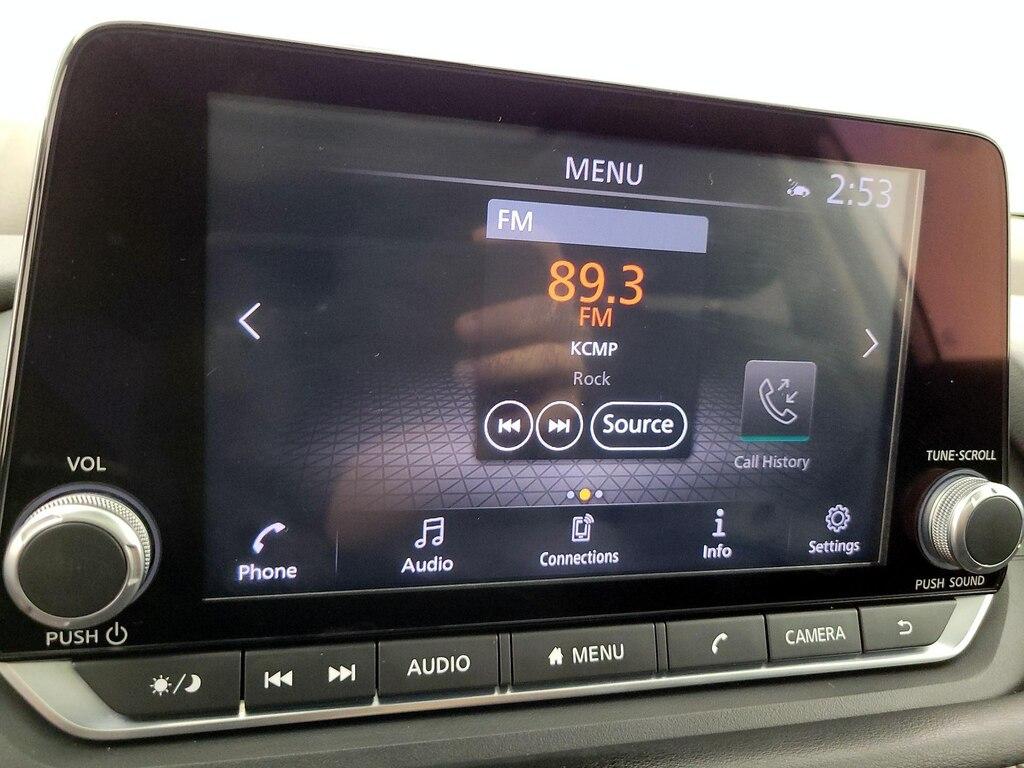 MENU
2:53
FM
89.3
FM
KCMP
Rock
Source
Call History
VOL
TUNE·SCROLL
Phone
Audio
Connections
Info
Settings
PUSH
PUSH SOUND
AUDIO
MENU
CAMERA